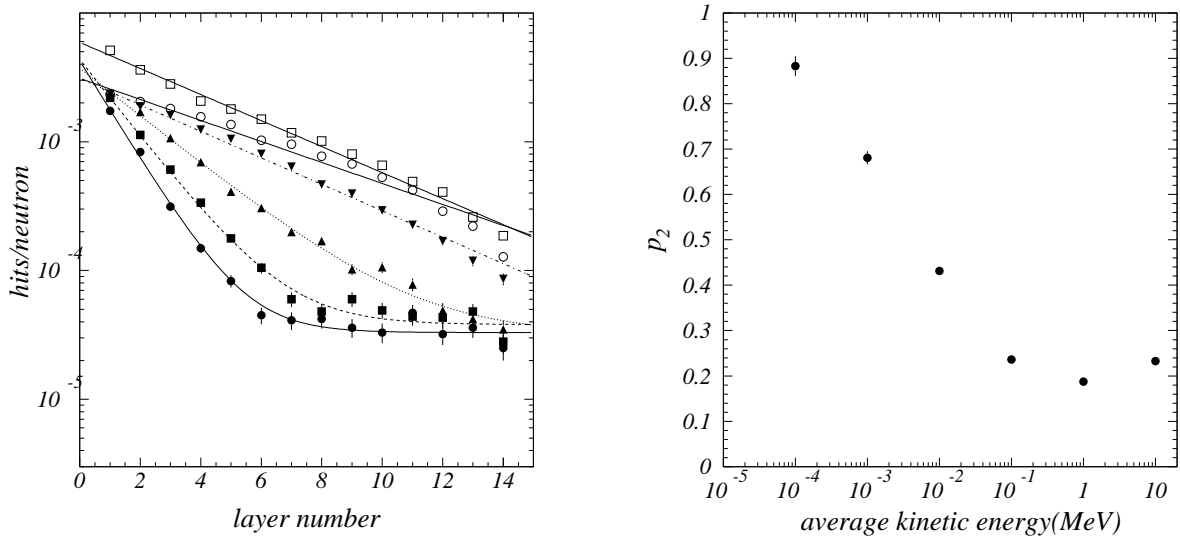 hits/neutron
10 -3
10 -4
10 -5
0 2 4 6 8 10 12 14
layer number
p2
1
0.9
0.8
0.7
0.6
0.5
0.4
0.3
0.2
0.1
0
10 -5 10 -4 10 -3 10 -2 10 -1 1 10
average kinetic energy(MeV)